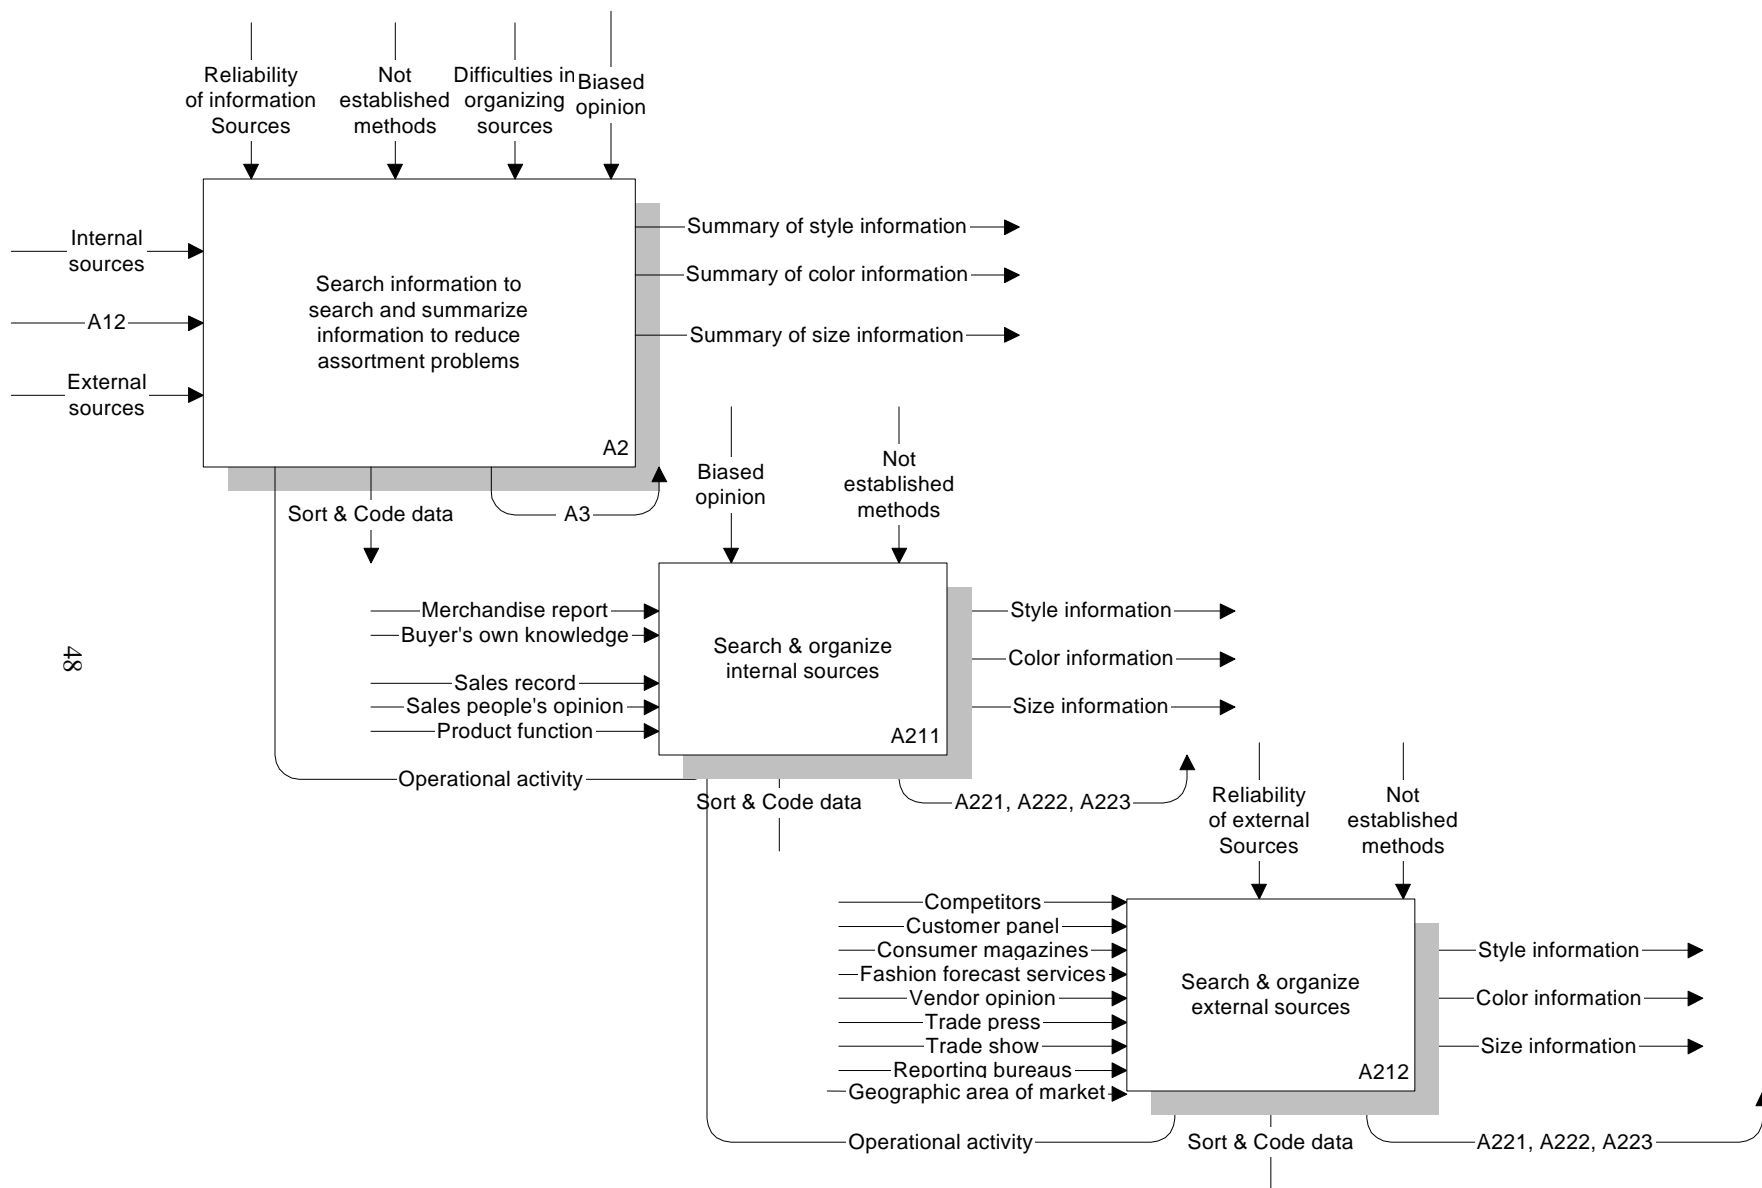 Reliability
of information
Sources
Not
established
methods
Difficulties in
organizing
sources
Biased
opinion
Internal
sources
A12
External
sources
Search information to
search and summarize
information to reduce
assortment problems
A2
Summary of style information
Summary of color information
Summary of size information
Sort & Code data
A3
Biased
opinion
Not
established
methods
Merchandise report
Buyer's own knowledge
Sales record
Sales people's opinion
Product function
Search & organize
internal sources
A211
Style information
Color information
Size information
Operational activity
Sort & Code data
A221, A222, A223
Reliability
of external
Sources
Not
established
methods
Competitors
Customer panel
Consumer magazines
Fashion forecast services
Vendor opinion
Trade press
Trade show
Reporting bureaus
Geographic area of market
Search & organize
external sources
A212
Style information
Color information
Size information
Operational activity
Sort & Code data
A221, A222, A223
48